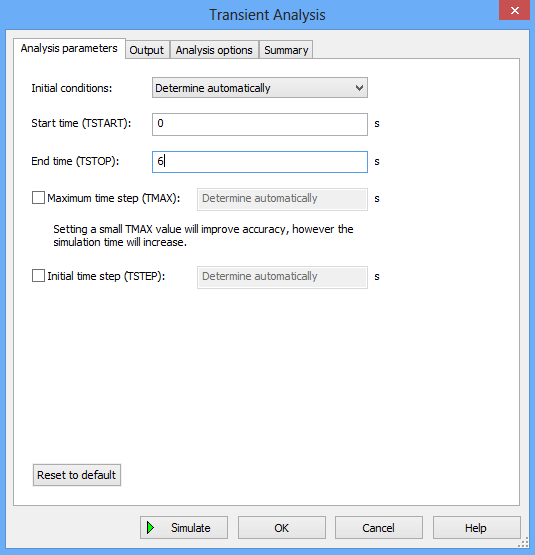 Transient Analysis
Analysis parameters Output Analysis options Summary
Initial conditions: Determine automatically
Start time (TSTART): 0 s
End time (TSTOP): 6 s
Maximum time step (TMAX): Determine automatically s
Setting a small TMAX value will improve accuracy, however the
simulation time will increase.
Initial time step (TSTEP): Determine automatically s
Reset to default
Simulate OK Cancel Help